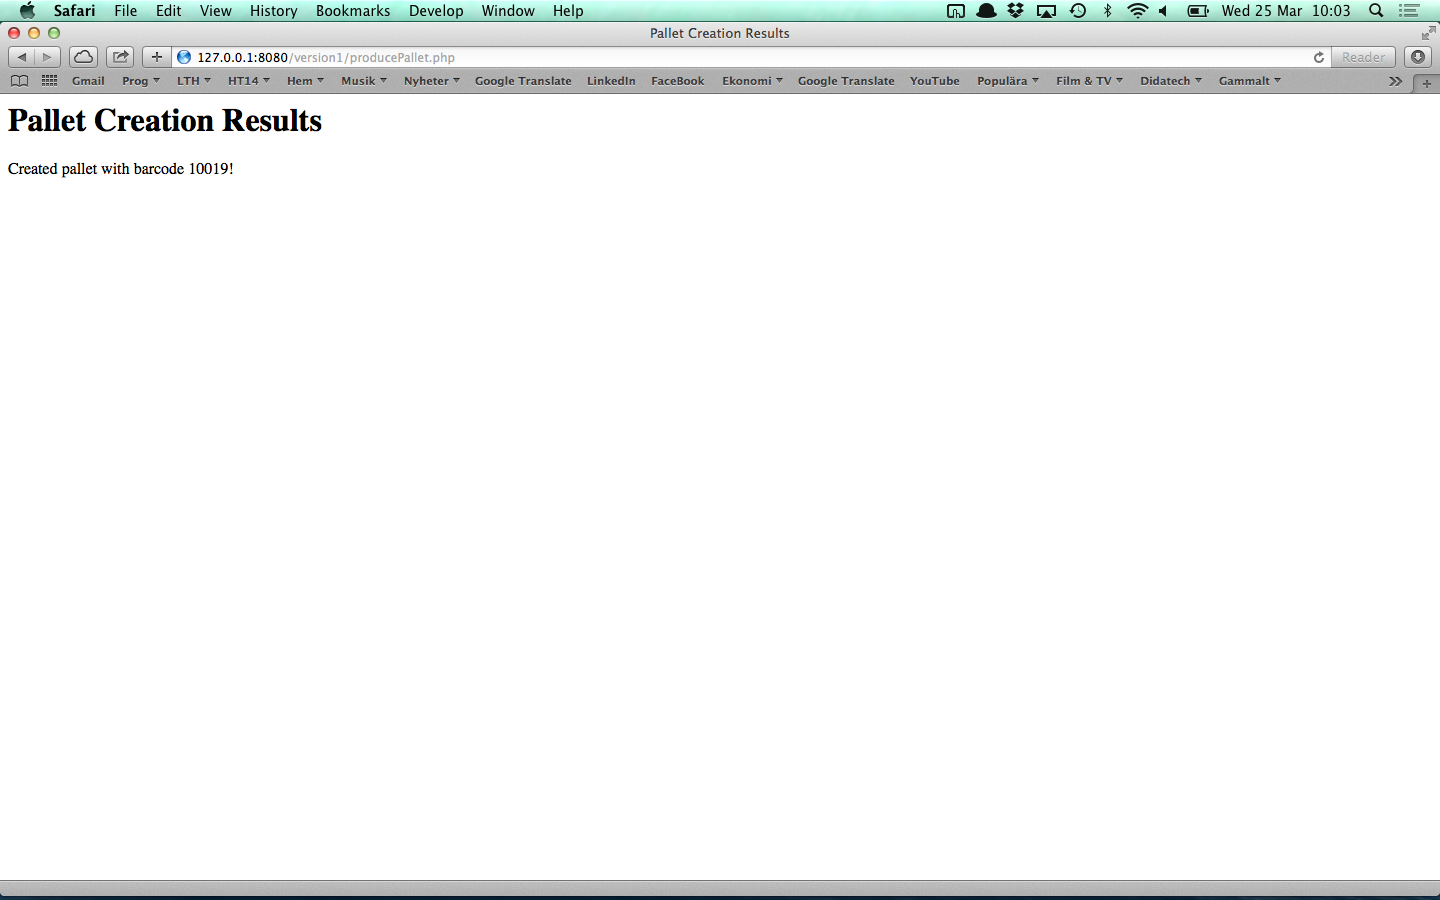 Safari File Edit View History Bookmarks Develop Window Help Wed 25 Mar 10:03
Pallet Creation Results
127.0.0.1:8080/version1/producePallet.php Reader
Gmail Prog LTH HT14 Hem Musik Nyheter Google Translate LinkedIn FaceBook Ekonomi Google Translate YouTube Populära Film & TV Didatech Gammalt
Pallet Creation Results
Created pallet with barcode 10019!